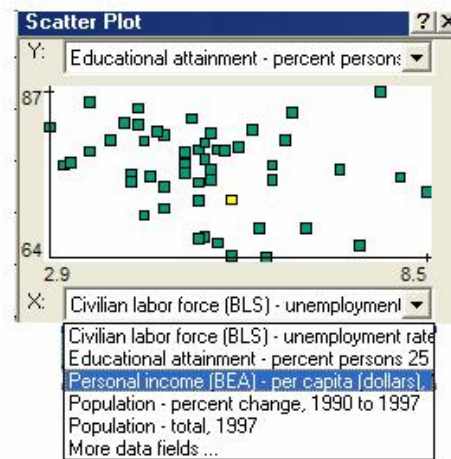 Scatter Plot ? X
Y: Educational attainment - percent persons
87
64
2.9 8.5
X: Civilian labor force (BLS) - unemployment
Civilian labor force (BLS) - unemployment rate
Educational attainment - percent persons 25
Personal income (BEA) - per capita (dollars),
Population - percent change, 1990 to 1997
Population - total, 1997
More data fields ...